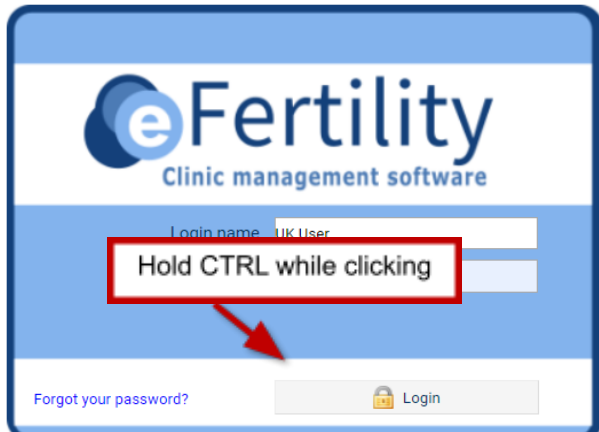 eFertility
Clinic management software
Login name UK User
Hold CTRL while clicking
Forgot your password?
Login